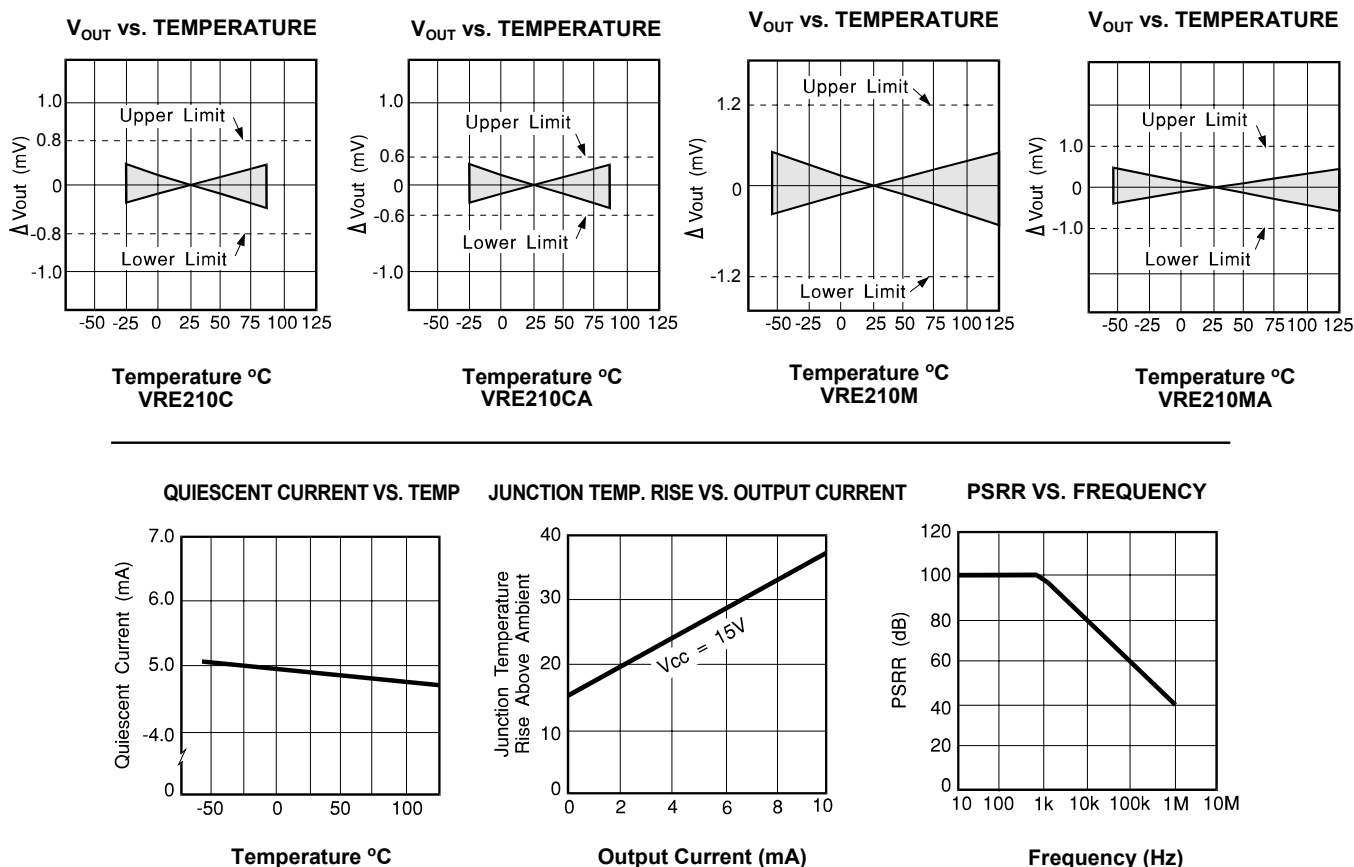 VOUT vs. TEMPERATURE
Δ Vout (mV)
1.0
0.8
0
-0.8
-1.0
Upper Limit
Lower Limit
-50 -25 0 25 50 75 100 125
Temperature oC
VRE210C
VOUT vs. TEMPERATURE
Δ Vout (mV)
1.0
0.6
0
-0.6
-1.0
Upper Limit
Lower Limit
-50 -25 0 25 50 75 100 125
Temperature oC
VRE210CA
VOUT vs. TEMPERATURE
Δ Vout (mV)
1.2
0
-1.2
Upper Limit
Lower Limit
-50 -25 0 25 50 75 100 125
Temperature oC
VRE210M
VOUT vs. TEMPERATURE
Δ Vout (mV)
1.0
0
-1.0
Upper Limit
Lower Limit
-50 -25 0 25 50 75 100 125
Temperature oC
VRE210MA
QUIESCENT CURRENT VS. TEMP
Quiescent Current (mA)
7.0
6.0
5.0
-4.0
0
-50 0 50 100
Temperature oC
JUNCTION TEMP. RISE VS. OUTPUT CURRENT
Junction Temperature
Rise Above Ambient
40
30
20
10
0
Vcc = 15V
0 2 4 6 8 10
Output Current (mA)
PSRR VS. FREQUENCY
PSRR (dB)
120
100
80
60
40
20
0
10 100 1k 10k 100k 1M 10M
Frequency (Hz)